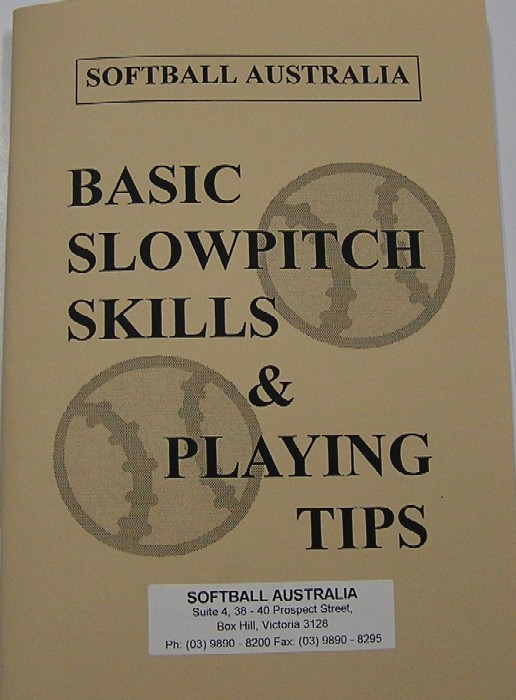 SOFTBALL AUSTRALIA
BASIC
SLOWPITCH
SKILLS
&
PLAYING
TIPS
SOFTBALL AUSTRALIA
Suite 4, 38 - 40 Prospect Street,
Box Hill, Victoria 3128
Ph: (03) 9890 - 8200 Fax: (03) 9890 - 8295